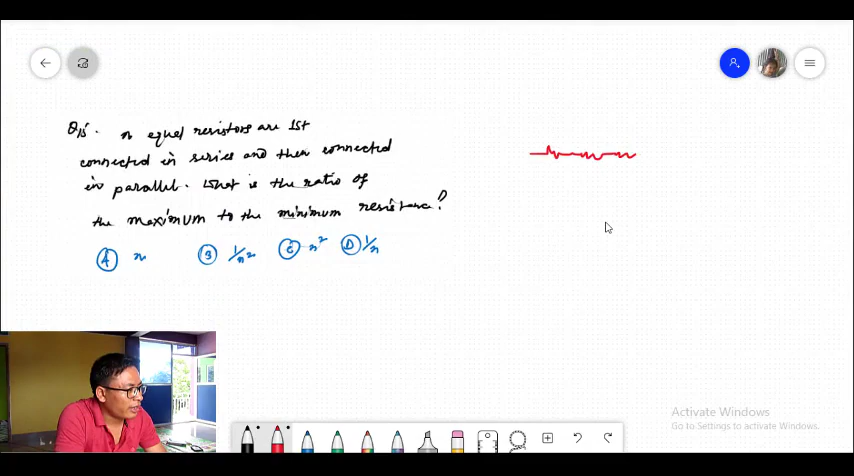 Q15. n equal resistors are 1st
connected in series and then connected
in parallel. What is the ratio of
the maximum to the minimum resistance?
A n B 1/n² C n² D 1/n
Activate Windows
Go to Settings to activate Windows.